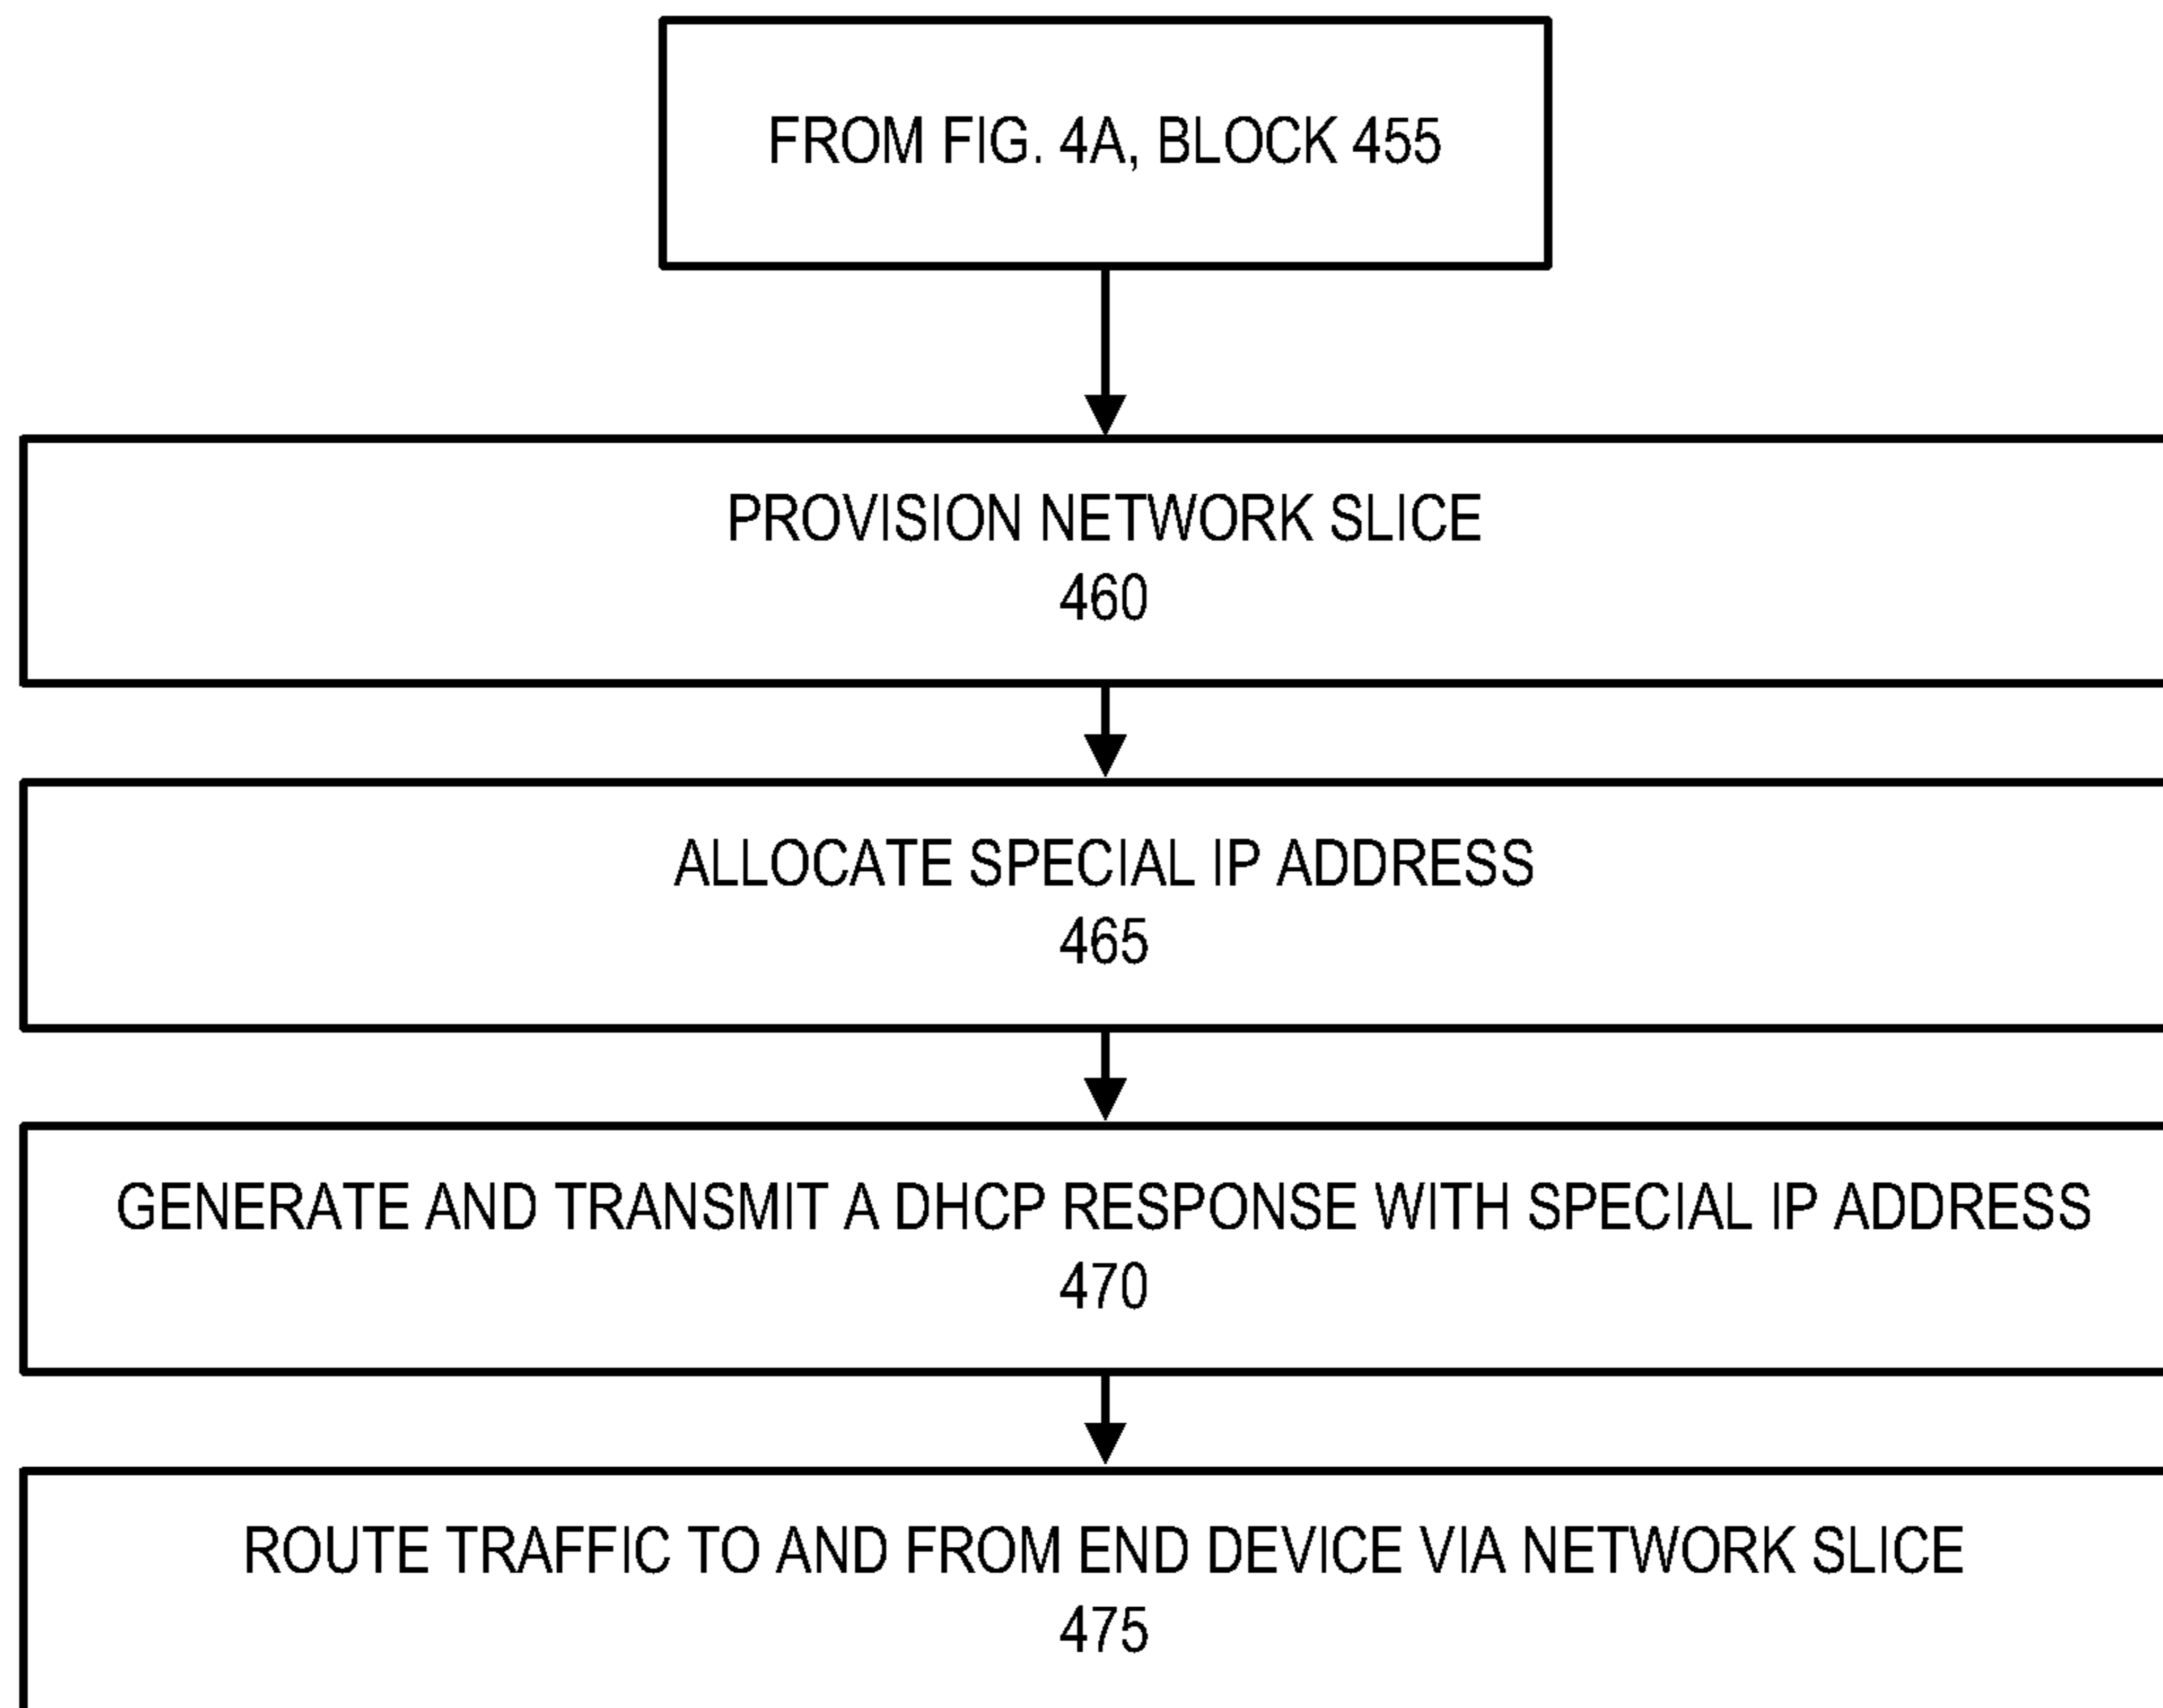 FROM FIG. 4A, BLOCK 455
PROVISION NETWORK SLICE
460
ALLOCATE SPECIAL IP ADDRESS
465
GENERATE AND TRANSMIT A DHCP RESPONSE WITH SPECIAL IP ADDRESS
470
ROUTE TRAFFIC TO AND FROM END DEVICE VIA NETWORK SLICE
475